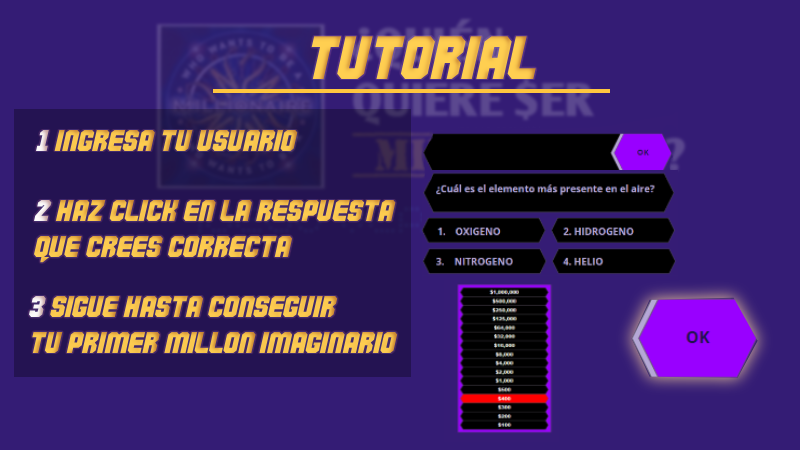 TUTORIAL
¿QUIÉN
QUIERE $ER
?
1 INGRESA TU USUARIO
2 HAZ CLICK EN LA RESPUESTA
QUE CREES CORRECTA
3 SIGUE HASTA CONSEGUIR
TU PRIMER MILLON IMAGINARIO
OK
¿Cuál es el elemento más presente en el aire?
1. OXIGENO
2. HIDROGENO
3. NITROGENO
4. HELIO
$1,000,000
$500,000
$250,000
$125,000
$64,000
$32,000
$16,000
$8,000
$4,000
$2,000
$1,000
$500
$400
$300
$200
$100
OK